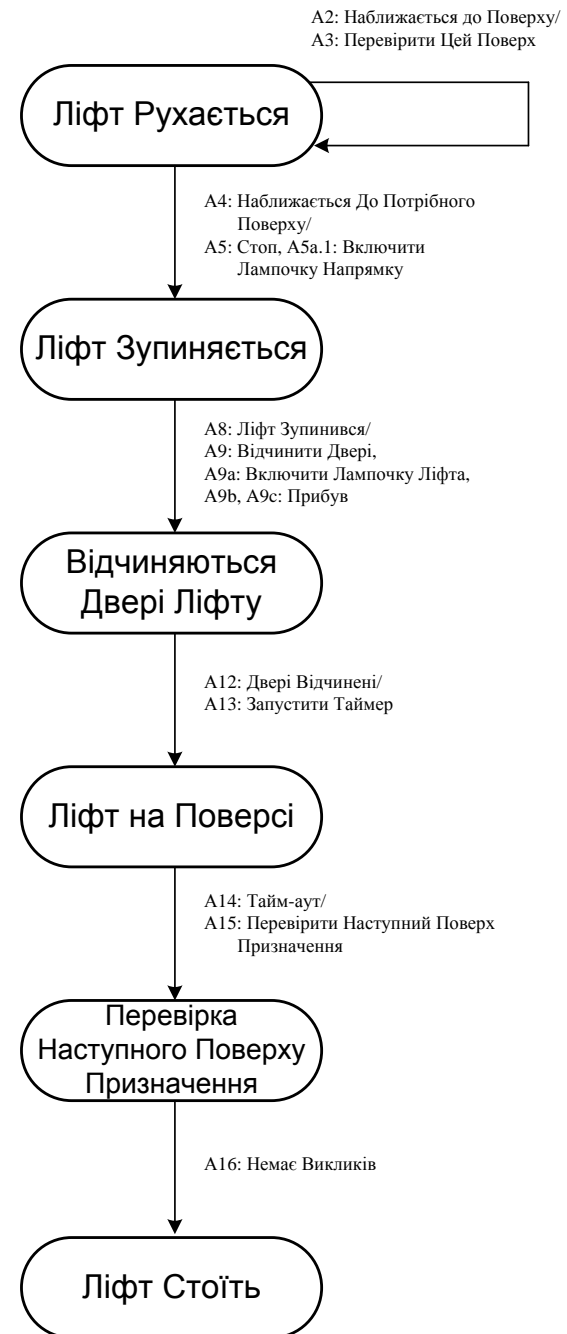 A2: Наближається до Поверху/
A3: Перевірити Цей Поверх
Ліфт Рухається
A4: Наближається До Потрібного
Поверху/
A5: Стоп, A5a.1: Включити
Лампочку Напрямку
Ліфт Зупиняється
A8: Ліфт Зупинився/
A9: Відчинити Двері,
A9a: Включити Лампочку Ліфта,
A9b, A9c: Прибув
Відчиняються
Двері Ліфту
A12: Двері Відчинені/
A13: Запустити Таймер
Ліфт на Поверсі
A14: Тайм-аут/
A15: Перевірити Наступний Поверх
Призначення
Перевірка
Наступного Поверху
Призначення
A16: Немає Викликів
Ліфт Стоїть